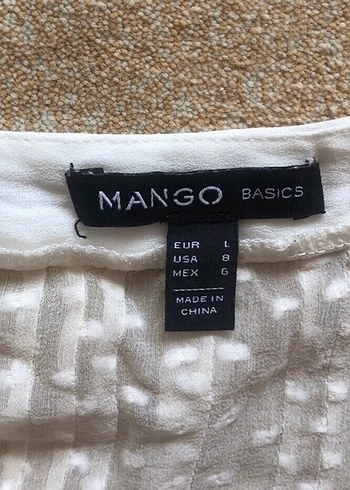 MANGO BASICS
EUR L
USA 8
MEX G
MADE IN
CHINA